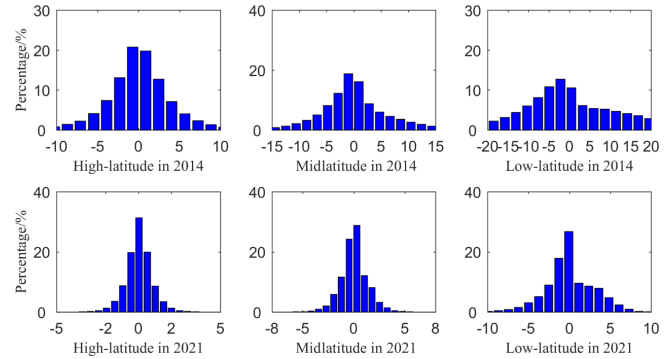 30
20
10
0
Percentage/%
-10 -5 0 5 10
High-latitude in 2014
40
20
0
-15 -10 -5 0 5 10 15
Midlatitude in 2014
30
20
10
0
-20 -15 -10 -5 0 5 10 15 20
Low-latitude in 2014
40
20
0
Percentage/%
-5 -2 0 2 5
High-latitude in 2021
40
20
0
-8 -5 0 5 8
Midlatitude in 2021
40
20
0
-10 -5 0 5 10
Low-latitude in 2021